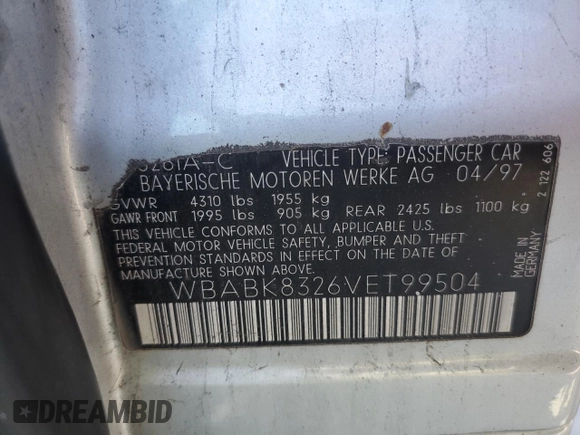 328iA-C VEHICLE TYPE: PASSENGER CAR
BAYERISCHE MOTOREN WERKE AG 04/97
GVWR 4310 lbs 1955 kg
GAWR FRONT 1995 lbs 905 kg REAR 2425 lbs 1100 kg
THIS VEHICLE CONFORMS TO ALL APPLICABLE U.S.
FEDERAL MOTOR VEHICLE SAFETY, BUMPER AND THEFT
PREVENTION STANDARDS IN EFFECT ON THE DATE OF
MANUFACTURE SHOWN ABOVE.
WBABK8326VET99504
MADE IN
GERMANY
2 122 606
DREAMBID